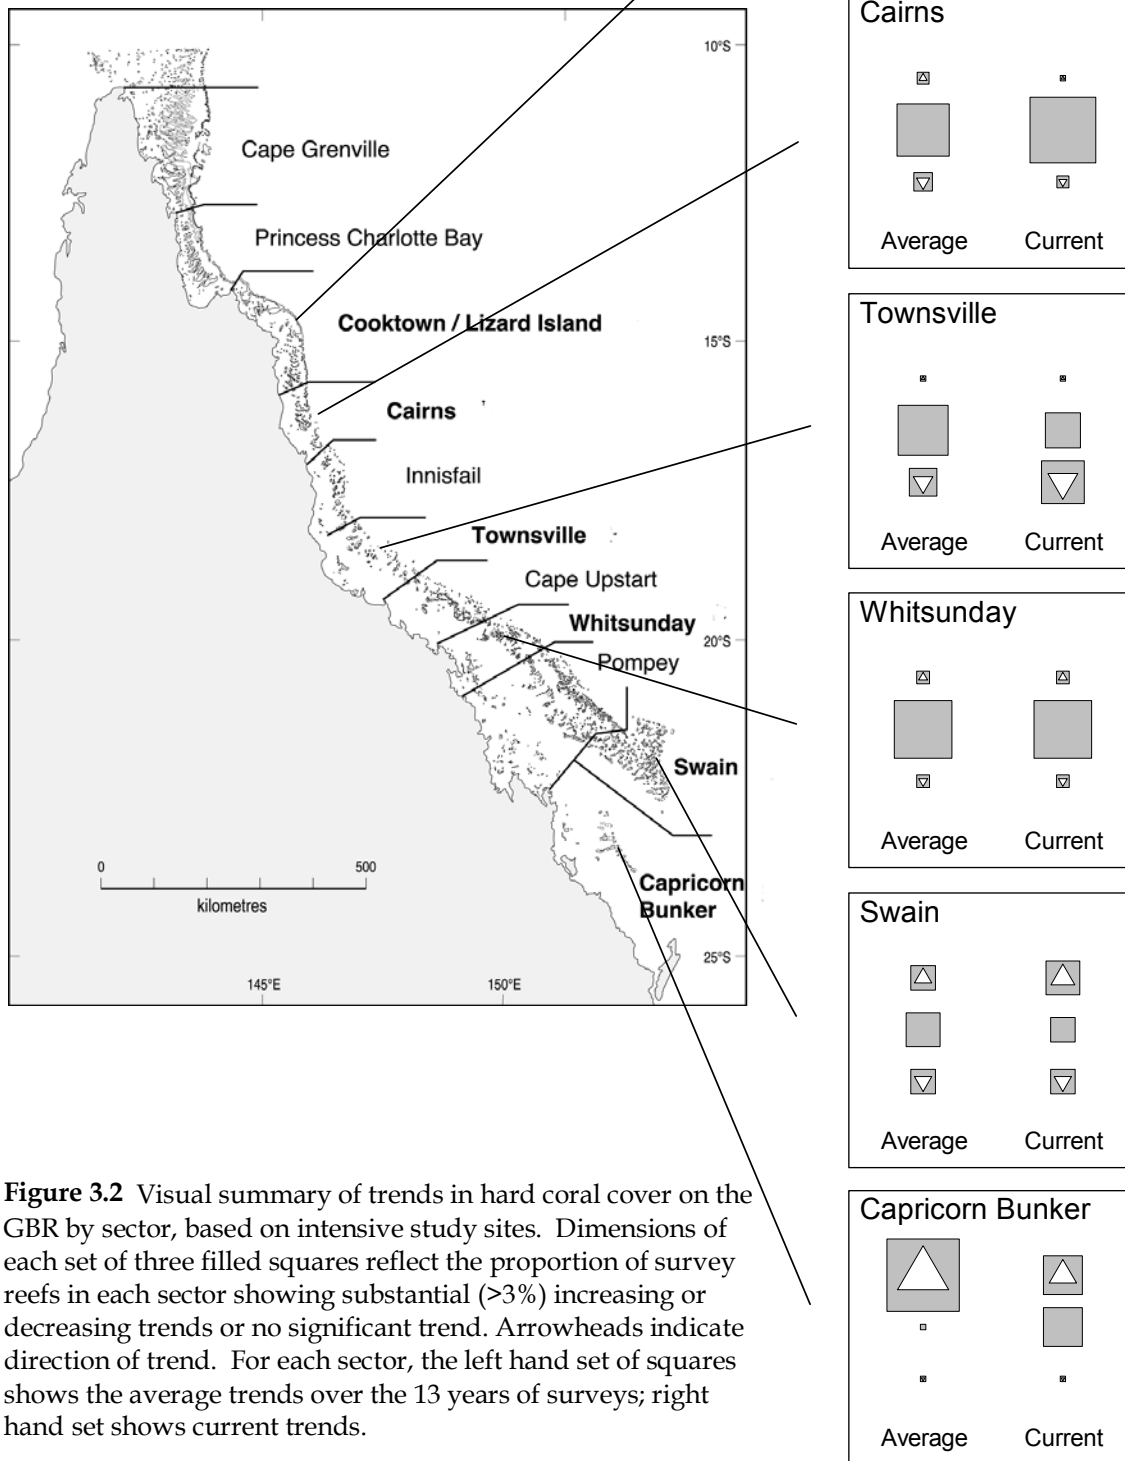 10°S
Cape Grenville
Princess Charlotte Bay
Cooktown / Lizard Island
15°S
Cairns
Innisfail
Townsville
Cape Upstart
Whitsunday
20°S
Pompey
Swain
0 500
kilometres
Capricorn
Bunker
25°S
145°E 150°E
Cairns
Average Current
Townsville
Average Current
Whitsunday
Average Current
Swain
Average Current
Capricorn Bunker
Average Current
Figure 3.2 Visual summary of trends in hard coral cover on the
GBR by sector, based on intensive study sites. Dimensions of
each set of three filled squares reflect the proportion of survey
reefs in each sector showing substantial (>3%) increasing or
decreasing trends or no significant trend. Arrowheads indicate
direction of trend. For each sector, the left hand set of squares
shows the average trends over the 13 years of surveys; right
hand set shows current trends.